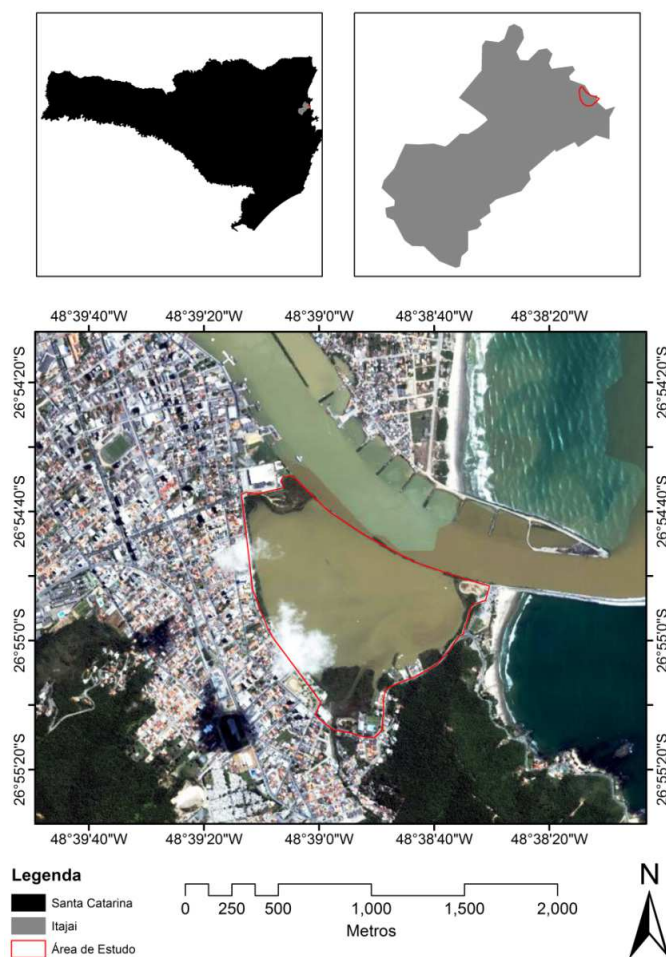 48°39'40"W 48°39'20"W 48°39'0"W 48°38'40"W 48°38'20"W
26°54'20"S 26°54'20"S
26°54'40"S 26°54'40"S
26°55'0"S 26°55'0"S
26°55'20"S 26°55'20"S
48°39'40"W 48°39'20"W 48°39'0"W 48°38'40"W 48°38'20"W
Legenda
Santa Catarina
Itajai
Área de Estudo
0 250 500 1,000 1,500 2,000
Metros
N